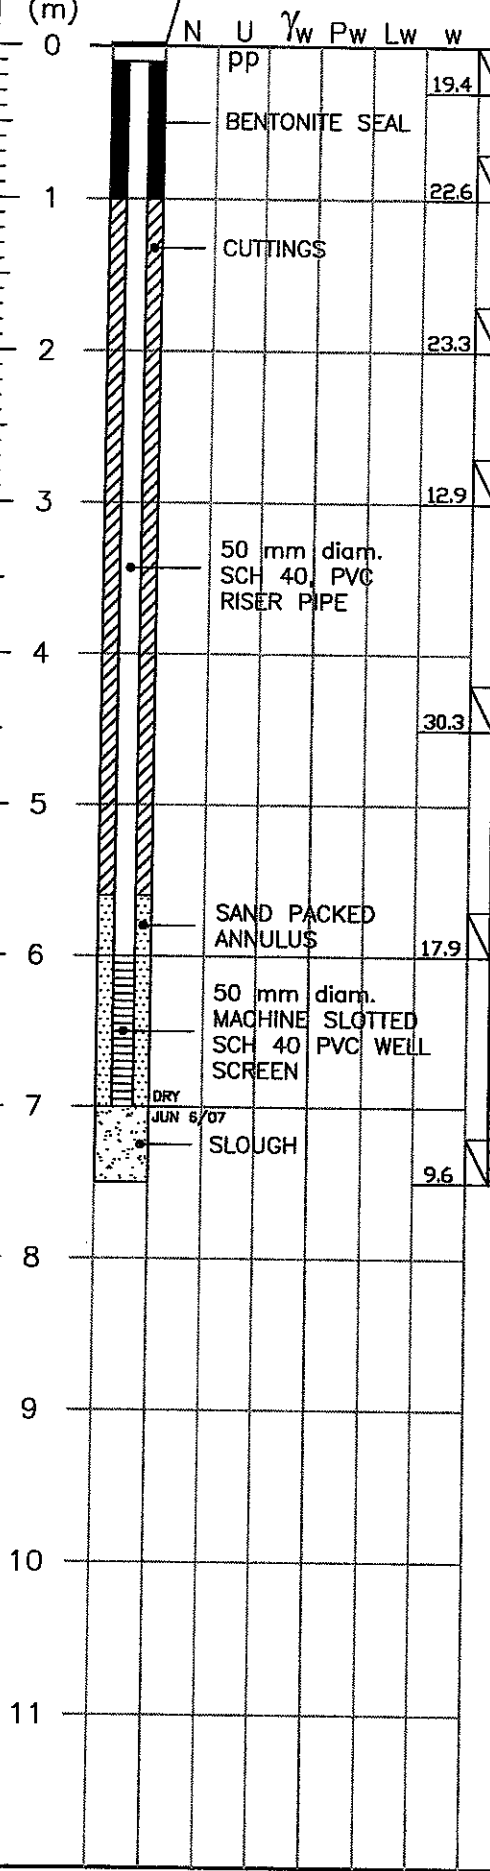 (m)
N U γw Pw Lw w
0
pp
19.4
BENTONITE SEAL
1
22.6
CUTTINGS
2
23.3
3
12.9
50 mm diam.
SCH 40, PVC
RISER PIPE
4
30.3
5
SAND PACKED
ANNULUS
6
17.9
50 mm diam.
MACHINE SLOTTED
SCH 40 PVC WELL
SCREEN
DRY
7
JUN 6/07
SLOUGH
9.6
8
9
10
11